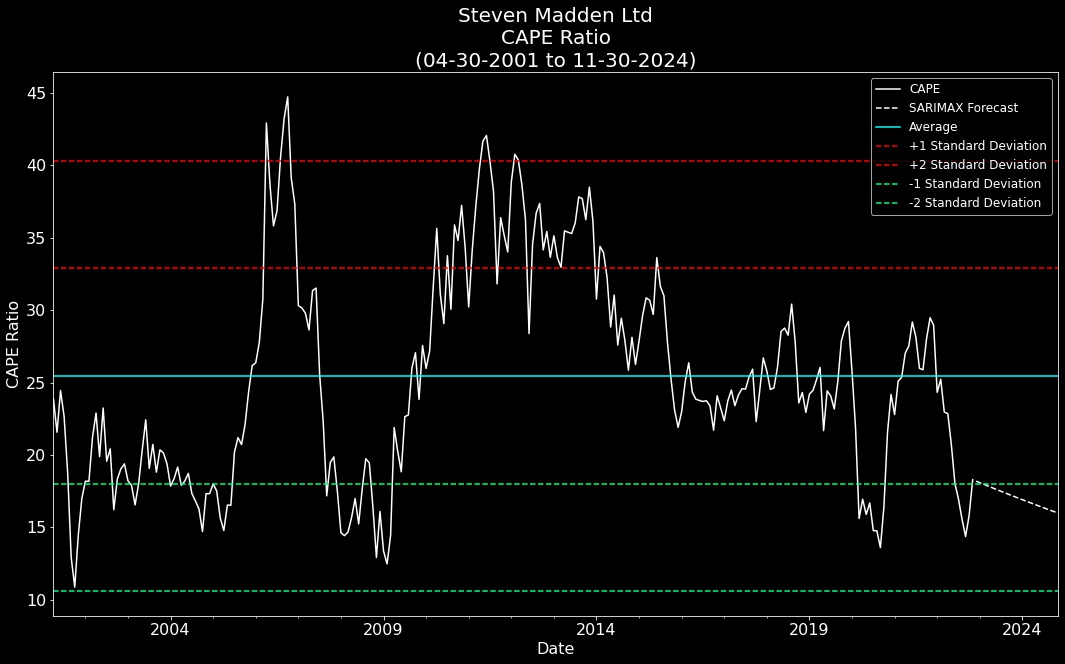 Steven Madden Ltd
CAPE Ratio
(04-30-2001 to 11-30-2024)
CAPE
SARIMAX Forecast
Average
+1 Standard Deviation
+2 Standard Deviation
-1 Standard Deviation
-2 Standard Deviation
CAPE Ratio
45
40
35
30
25
20
15
10
2004
2009
2014
2019
2024
Date